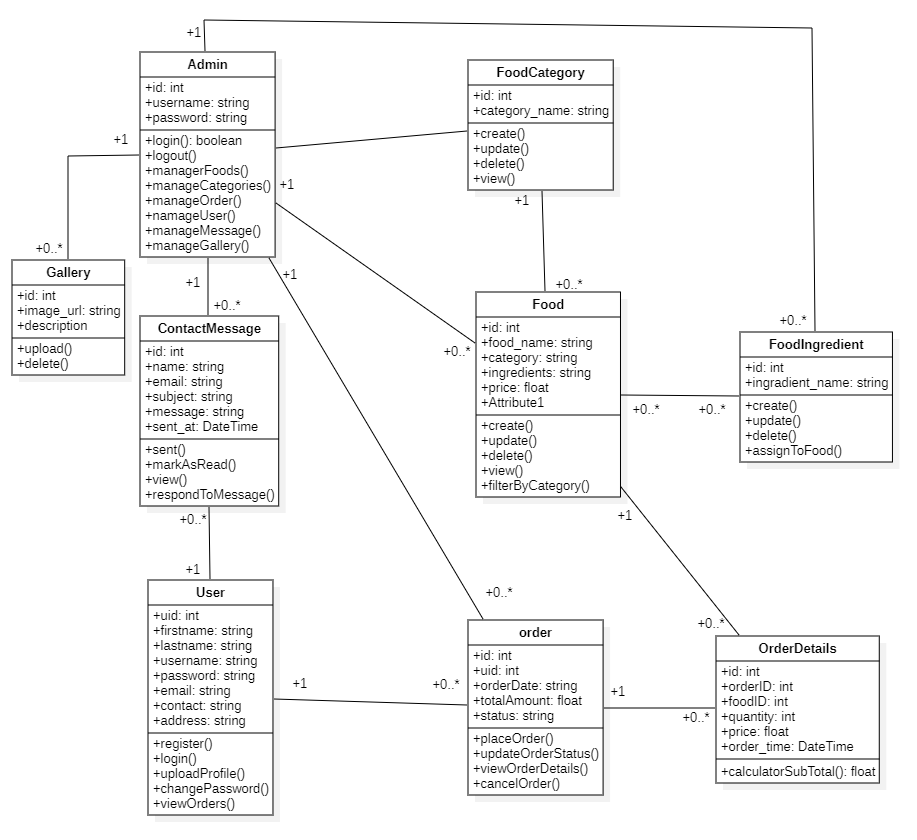 +1
Admin
+id: int
+username: string
+password: string
+login(): boolean
+logout()
+managerFoods()
+manageCategories()
+manageOrder()
+namageUser()
+manageMessage()
+manageGallery()
FoodCategory
+id: int
+category_name: string
+create()
+update()
+delete()
+view()
+1
+1
+1
+0..*
Gallery
+id: int
+image_url: string
+description
+upload()
+delete()
+1
+0..*
+1
+0..*
ContactMessage
+id: int
+name: string
+email: string
+subject: string
+message: string
+sent_at: DateTime
+sent()
+markAsRead()
+view()
+respondToMessage()
+0..*
+0..*
Food
+id: int
+food_name: string
+category: string
+ingredients: string
+price: float
+Attribute1
+create()
+update()
+delete()
+view()
+filterByCategory()
+0..*
FoodIngredient
+id: int
+ingradient_name: string
+create()
+update()
+delete()
+assignToFood()
+0..*
+0..*
+1
+0..*
+1
User
+uid: int
+firstname: string
+lastname: string
+username: string
+password: string
+email: string
+contact: string
+address: string
+register()
+login()
+uploadProfile()
+changePassword()
+viewOrders()
+1
+0..*
+0..*
order
+id: int
+uid: int
+orderDate: string
+totalAmount: float
+status: string
+placeOrder()
+updateOrderStatus()
+viewOrderDetails()
+cancelOrder()
+1
+0..*
+0..*
OrderDetails
+id: int
+orderID: int
+foodID: int
+quantity: int
+price: float
+order_time: DateTime
+calculatorSubTotal(): float